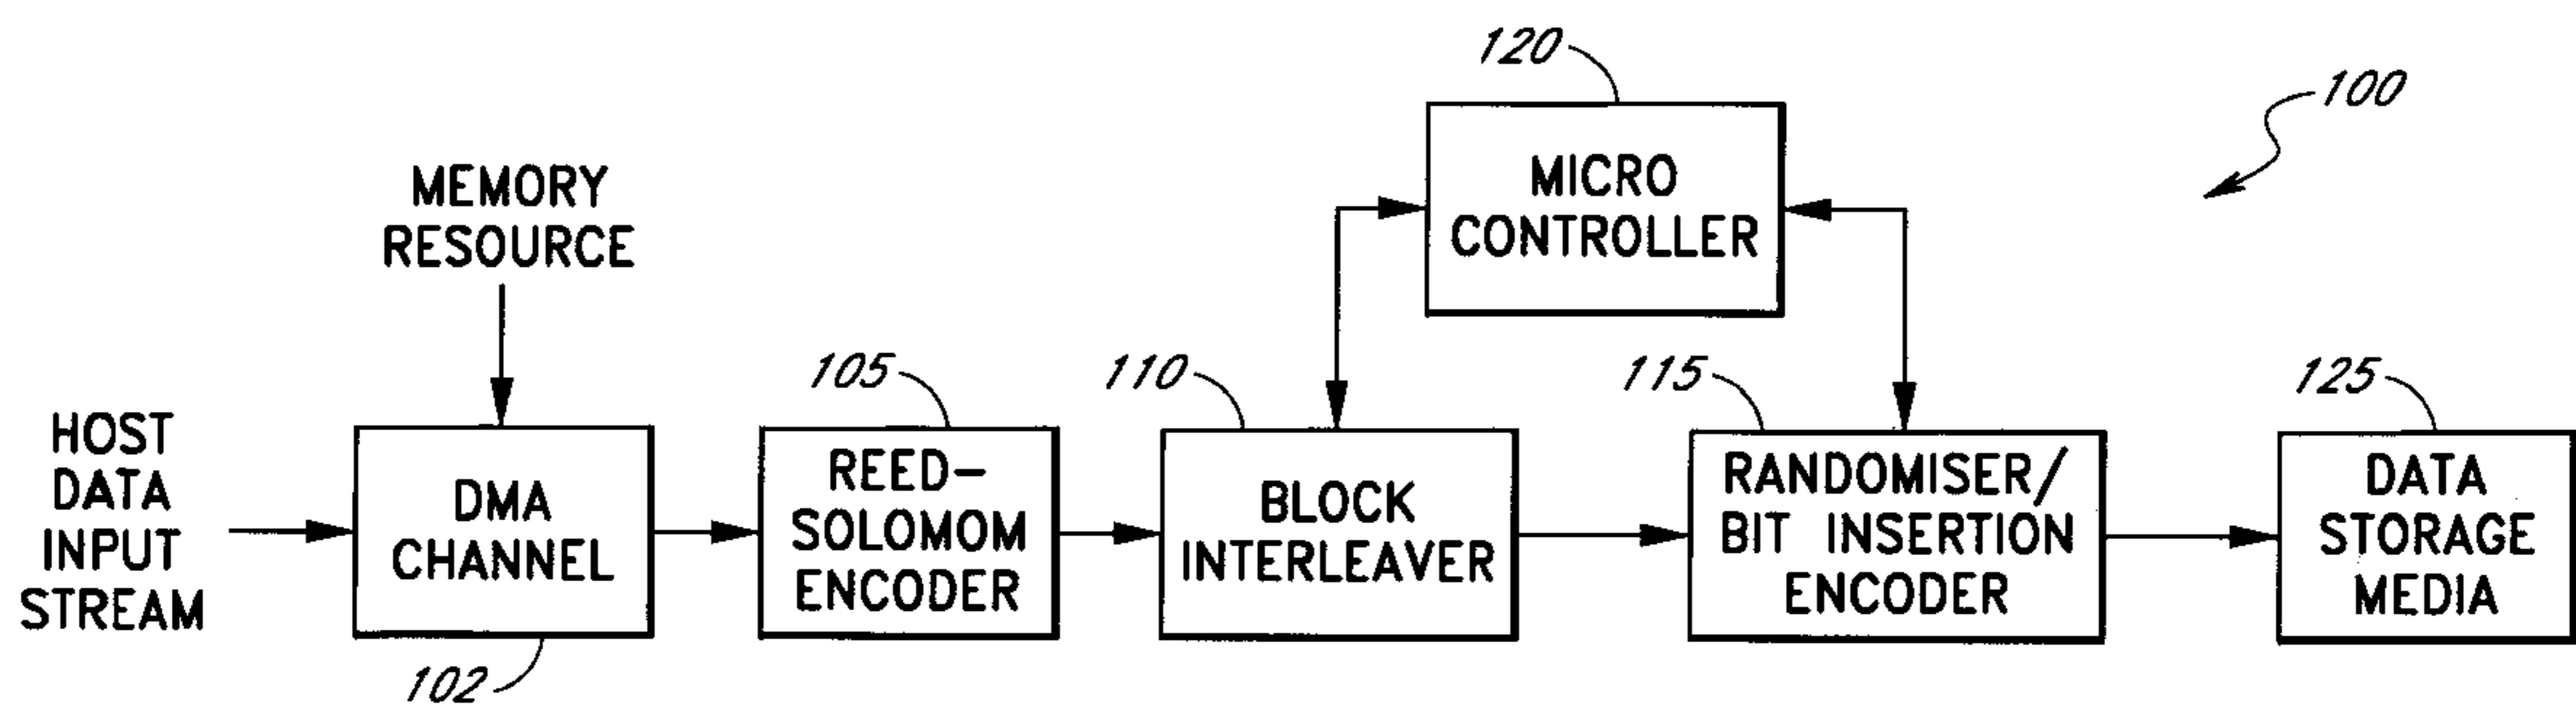 120
100
MICRO
CONTROLLER
MEMORY
RESOURCE
105
110
115
125
HOST
DATA
INPUT
STREAM
DMA
CHANNEL
REED-
SOLOMOM
ENCODER
BLOCK
INTERLEAVER
RANDOMISER/
BIT INSERTION
ENCODER
DATA
STORAGE
MEDIA
102